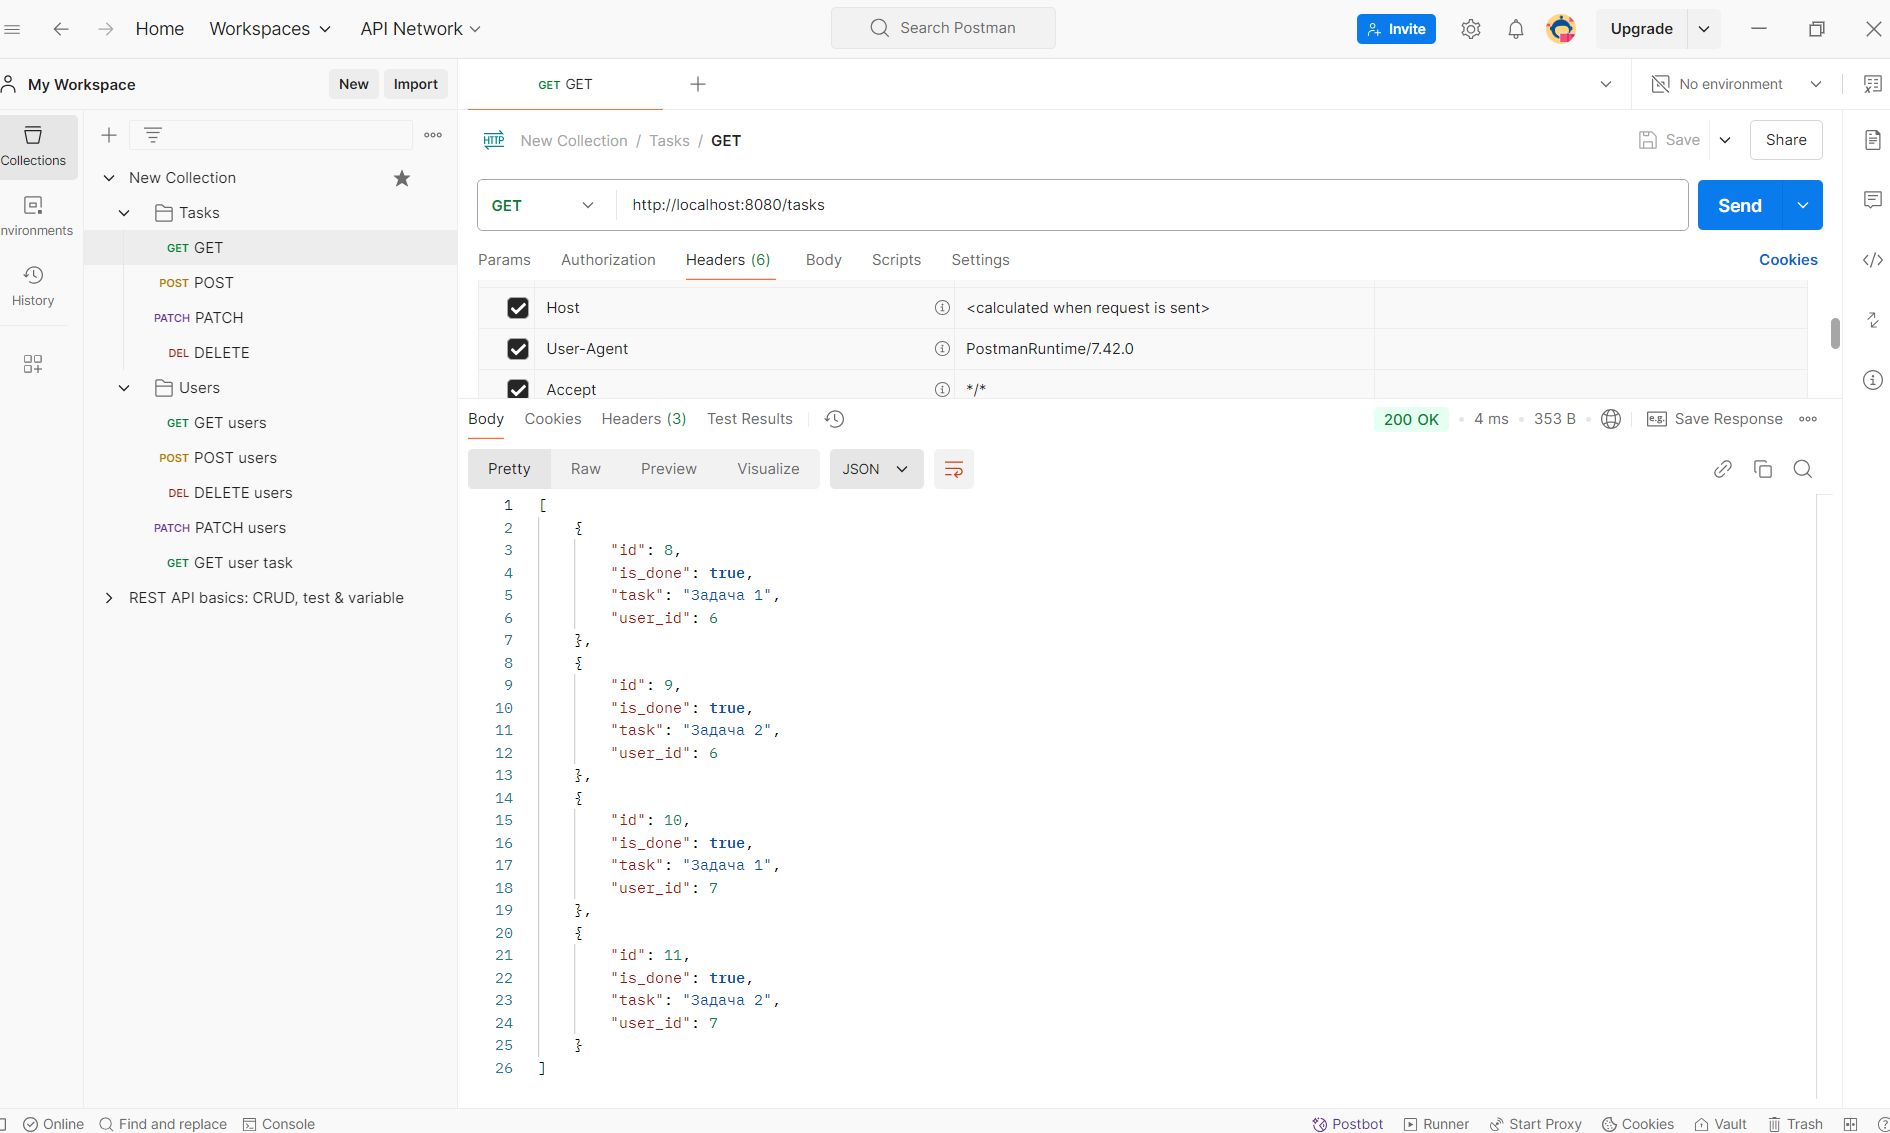 Home Workspaces API Network Search Postman Invite Upgrade
My Workspace New Import GET GET No environment
New Collection / Tasks / GET Save Share
Collections
nvironments
History
New Collection
Tasks
GET GET
POST POST
PATCH PATCH
DEL DELETE
Users
GET GET users
POST POST users
DEL DELETE users
PATCH PATCH users
GET GET user task
REST API basics: CRUD, test & variable
HTTP
GET http://localhost:8080/tasks Send
Params Authorization Headers (6) Body Scripts Settings Cookies
Host <calculated when request is sent>
User-Agent PostmanRuntime/7.42.0
Accept */*
Body Cookies Headers (3) Test Results 200 OK • 4 ms • 353 B • e.g. Save Response
Pretty Raw Preview Visualize JSON
1 [
2 {
3 "id": 8,
4 "is_done": true,
5 "task": "Задача 1",
6 "user_id": 6
7 },
8 {
9 "id": 9,
10 "is_done": true,
11 "task": "Задача 2",
12 "user_id": 6
13 },
14 {
15 "id": 10,
16 "is_done": true,
17 "task": "Задача 1",
18 "user_id": 7
19 },
20 {
21 "id": 11,
22 "is_done": true,
23 "task": "Задача 2",
24 "user_id": 7
25 }
26 ]
Online Find and replace Console Postbot Runner Start Proxy Cookies Vault Trash